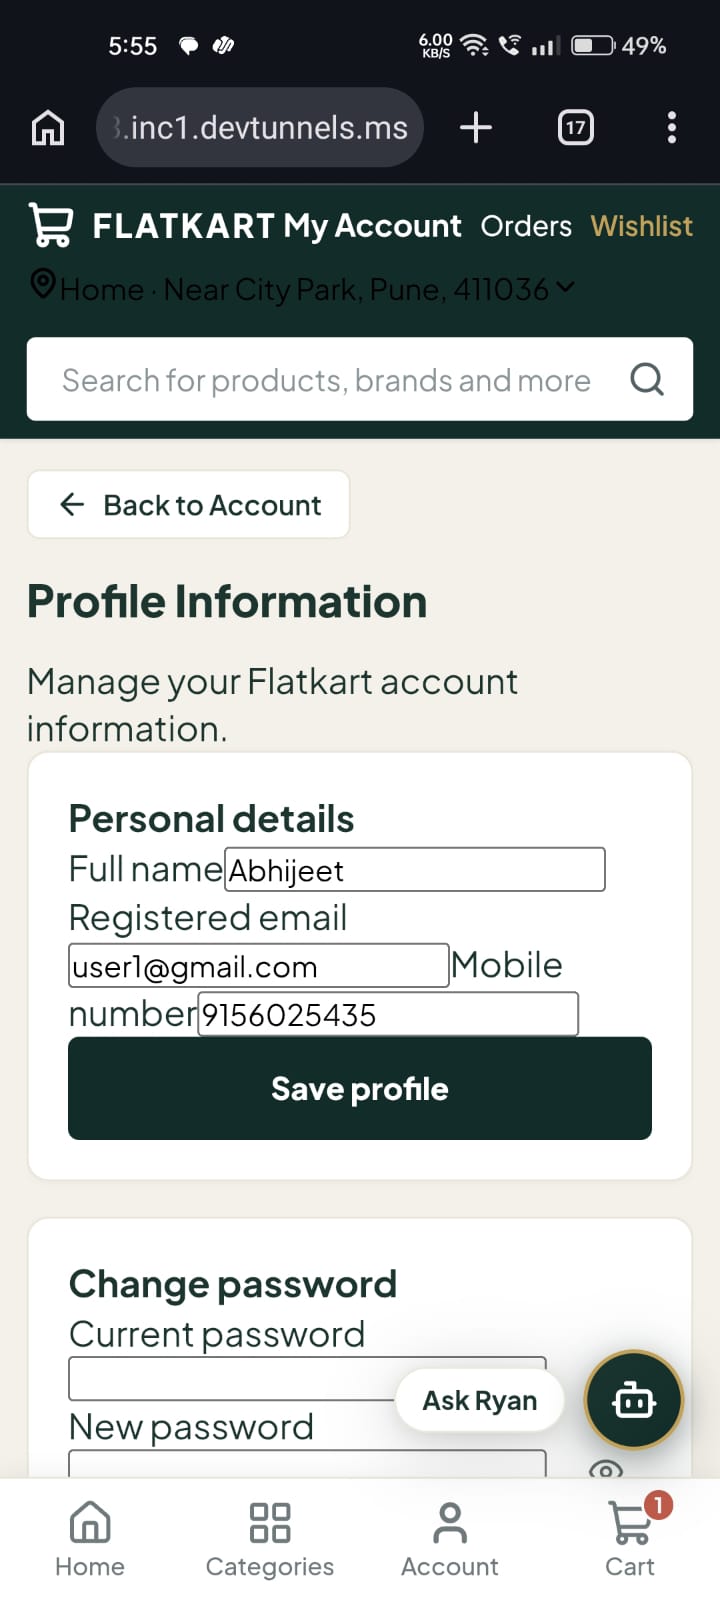 5:55 6.00 KB/S 49%
3.inc1.devtunnels.ms 17
FLATKART My Account Orders Wishlist
Home · Near City Park, Pune, 411036
Search for products, brands and more
Back to Account
Profile Information
Manage your Flatkart account
information.
Personal details
Full name Abhijeet
Registered email
user1@gmail.com Mobile
number 9156025435
Save profile
Change password
Current password
Ask Ryan
New password
Home Categories Account Cart 1